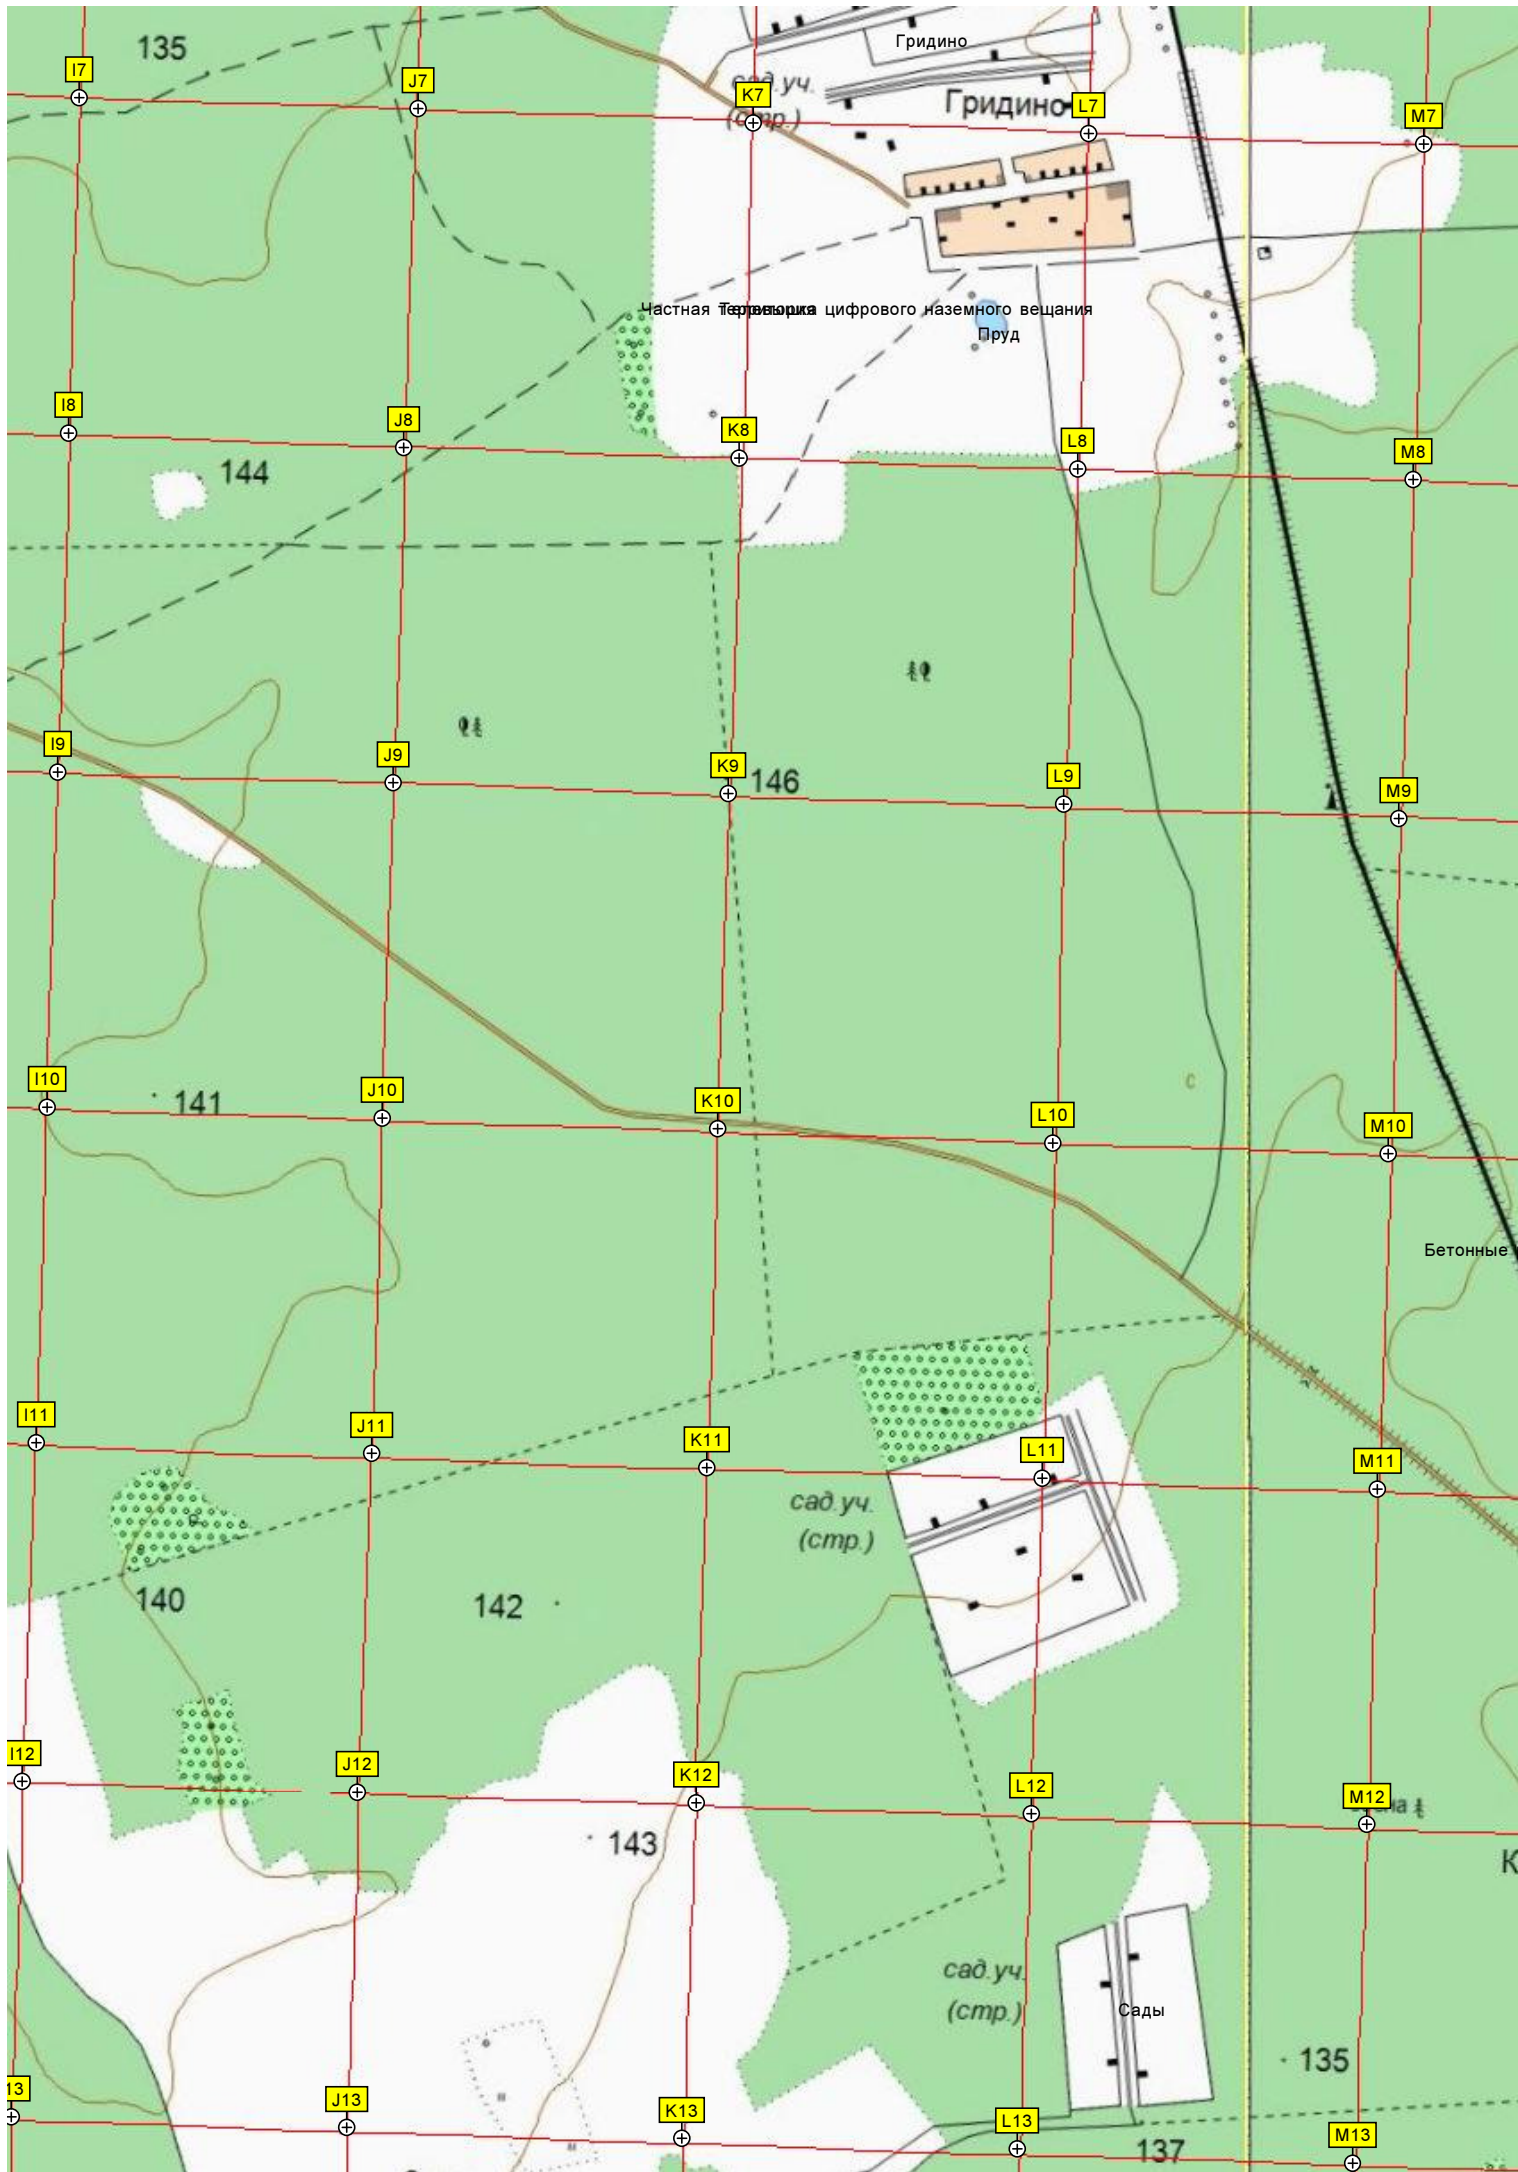 135
Гридино
I7
J7
сад.уч.
K7
Гридино
L7
M7
Частная территория
Телевышка цифрового наземного вещания
Пруд
I8
J8
K8
L8
M8
144
I9
J9
K9
146
L9
M9
I10
141
J10
K10
L10
M10
Бетонные
I11
J11
K11
L11
M11
сад.уч.
(стр.)
140
142
I12
J12
K12
L12
M12
143
К
сад.уч.
(стр.)
Сады
135
13
J13
K13
L13
M13
137